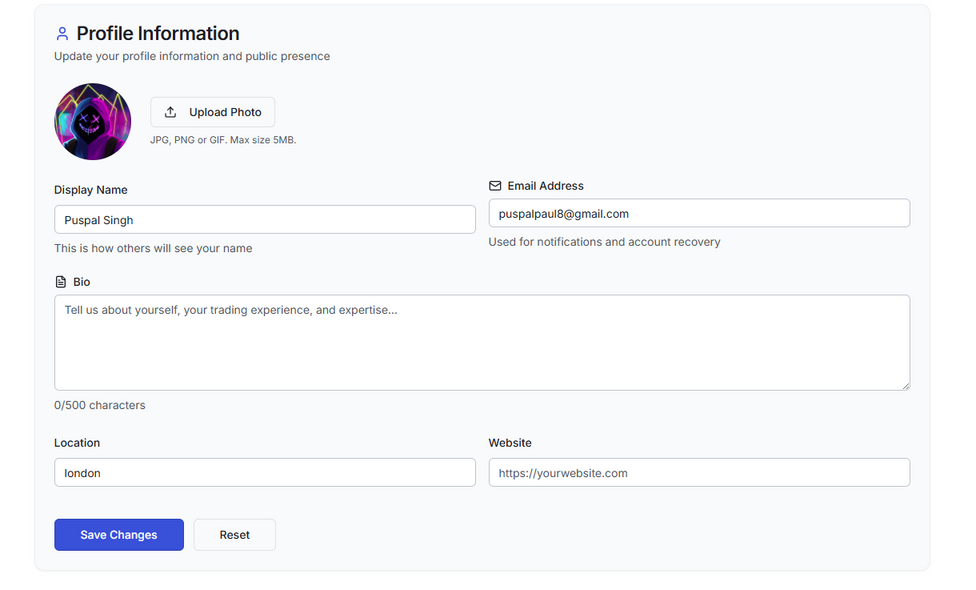 Profile Information
Update your profile information and public presence
Upload Photo
JPG, PNG or GIF. Max size 5MB.
Display Name
Puspal Singh
This is how others will see your name
Email Address
puspalpaul8@gmail.com
Used for notifications and account recovery
Bio
Tell us about yourself, your trading experience, and expertise...
0/500 characters
Location
london
Website
https://yourwebsite.com
Save Changes
Reset